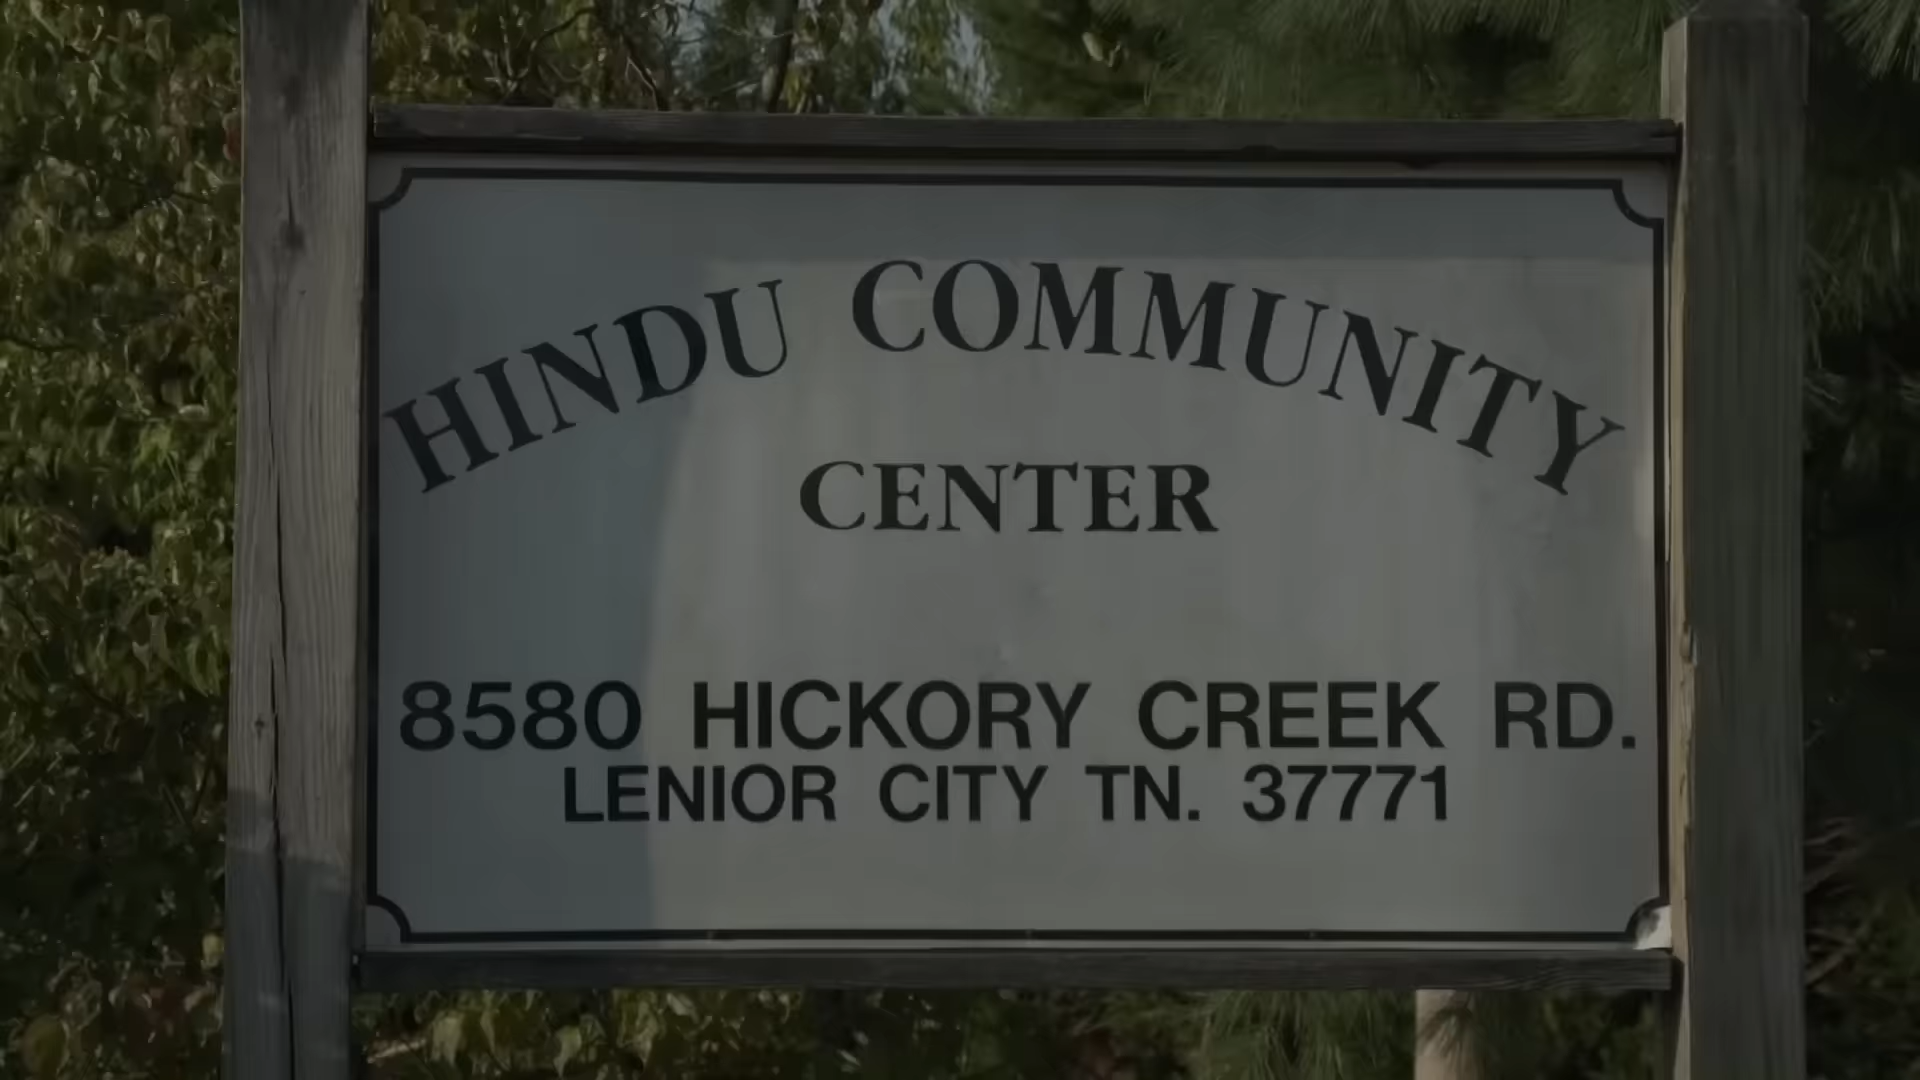 HINDU COMMUNITY
CENTER
8580 HICKORY CREEK RD.
LENIOR CITY TN. 37771